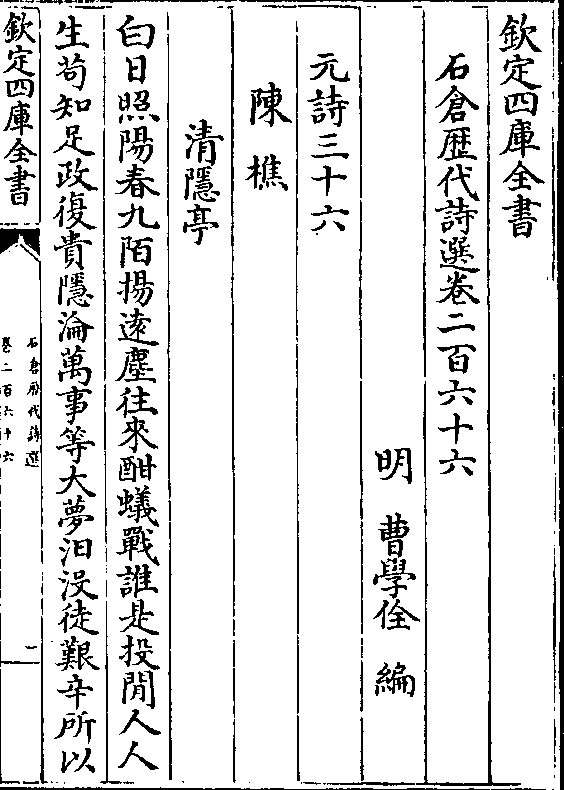 欽定四庫全書
石倉歴代詩選卷二百六十六
明 曹學佺 編
元詩三十六
陳樵
清隱亭
白日照陽春九陌揚遠塵往來酣蟻戰誰是投閒人人
生茍知足政復貴隱淪萬事等大夢汩没徒艱辛所以
欽定四庫全書
石倉歴代詩選
卷二百六十六
一